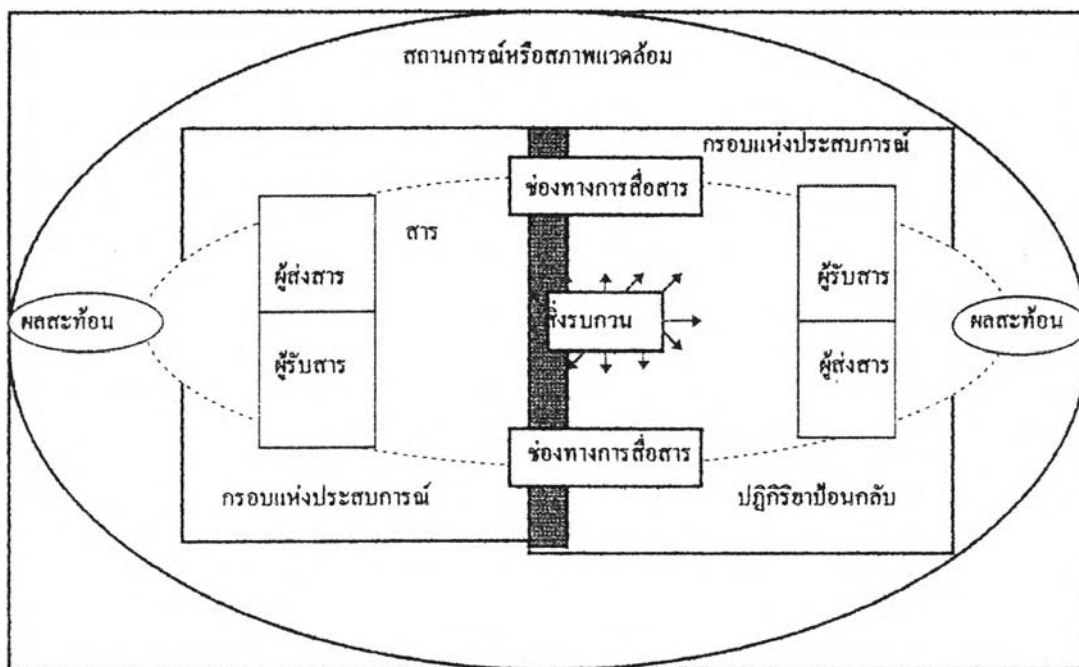 สถานการณ์หรือสภาพแวดล้อม
กรอบแห่งประสบการณ์
ช่องทางการสื่อสาร
สาร
ผู้ส่งสาร
ผู้รับสาร
ผลสะท้อน
สิ่งรบกวน
ผลสะท้อน
ผู้รับสาร
ผู้ส่งสาร
ช่องทางการสื่อสาร
กรอบแห่งประสบการณ์
ปฏิกิริยาป้อนกลับ